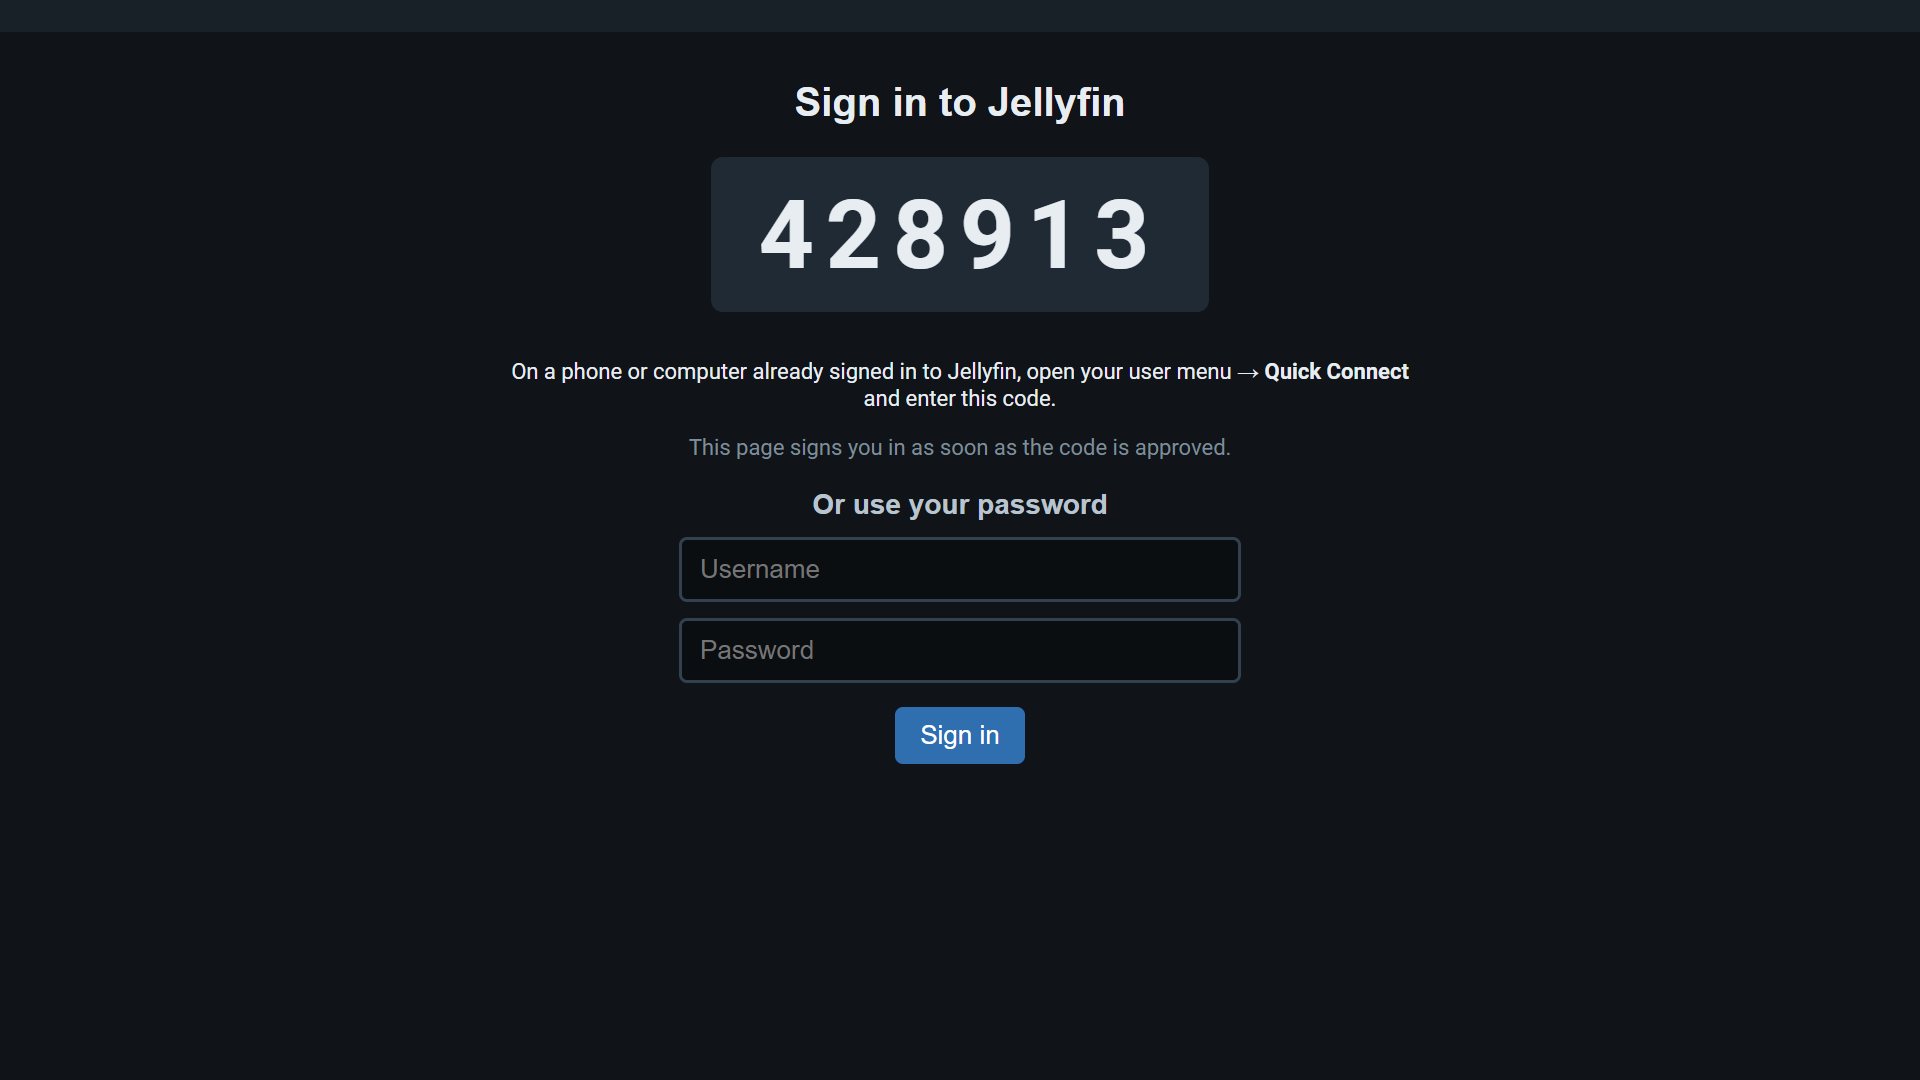 Sign in to Jellyfin
428913
On a phone or computer already signed in to Jellyfin, open your user menu → Quick Connect
and enter this code.
This page signs you in as soon as the code is approved.
Or use your password
Username
Password
Sign in